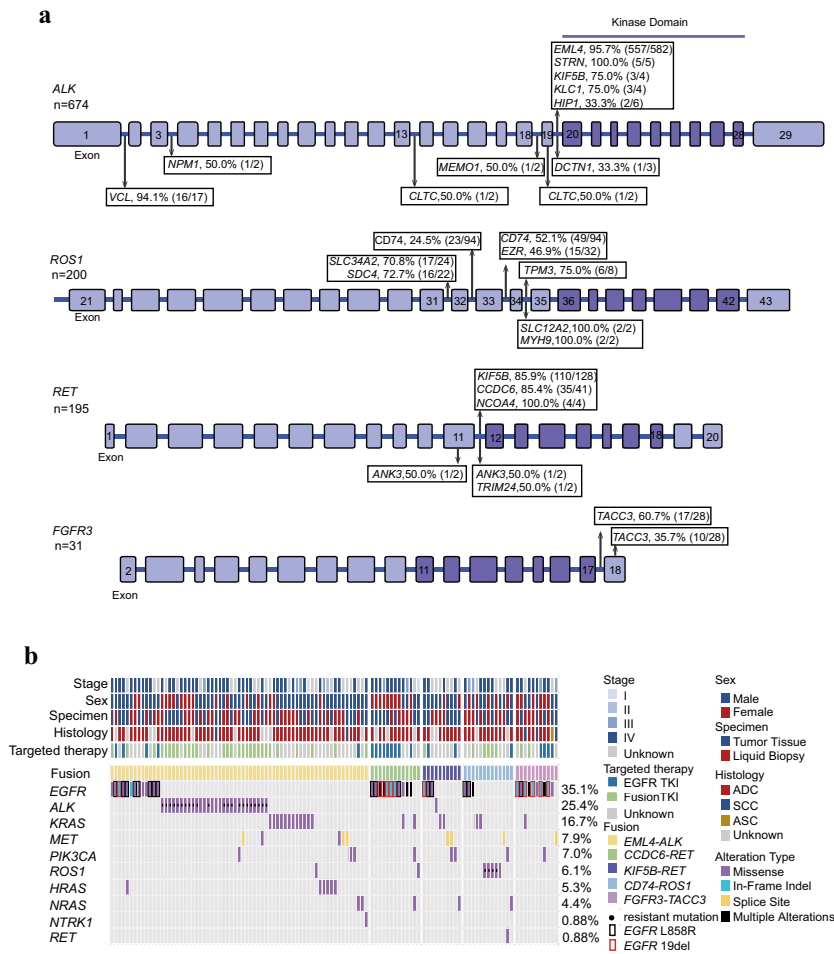 a
Kinase Domain
EML4, 95.7% (557/582)
STRN, 100.0% (5/5)
KIF5B, 75.0% (3/4)
KLC1, 75.0% (3/4)
HIP1, 33.3% (2/6)
ALK
n=674
1
3
13
18
19
20
28
29
Exon
NPM1, 50.0% (1/2)
MEMO1, 50.0% (1/2)
DCTN1, 33.3% (1/3)
VCL, 94.1% (16/17)
CLTC,50.0% (1/2)
CLTC,50.0% (1/2)
CD74, 24.5% (23/94)
CD74, 52.1% (49/94)
EZR, 46.9% (15/32)
ROS1
n=200
SLC34A2, 70.8% (17/24)
SDC4, 72.7% (16/22)
TPM3, 75.0% (6/8)
21
31
32
33
34
35
36
42
43
Exon
SLC12A2,100.0% (2/2)
MYH9,100.0% (2/2)
RET
n=195
KIF5B, 85.9% (110/128)
CCDC6, 85.4% (35/41)
NCOA4, 100.0% (4/4)
1
11
12
18
20
Exon
ANK3,50.0% (1/2)
ANK3,50.0% (1/2)
TRIM24,50.0% (1/2)
FGFR3
n=31
TACC3, 60.7% (17/28)
TACC3, 35.7% (10/28)
2
11
17
18
Exon
b
Stage
Sex
Specimen
Histology
Targeted therapy
Fusion
EGFR 35.1%
ALK 25.4%
KRAS 16.7%
MET 7.9%
PIK3CA 7.0%
ROS1 6.1%
HRAS 5.3%
NRAS 4.4%
NTRK1 0.88%
RET 0.88%
Stage
I
II
III
IV
Unknown
Targeted therapy
EGFR TKI
FusionTKI
Unknown
Fusion
EML4-ALK
CCDC6-RET
KIF5B-RET
CD74-ROS1
FGFR3-TACC3
resistant mutation
EGFR L858R
EGFR 19del
Sex
Male
Female
Specimen
Tumor Tissue
Liquid Biopsy
Histology
ADC
SCC
ASC
Unknown
Alteration Type
Missense
In-Frame Indel
Splice Site
Multiple Alterations